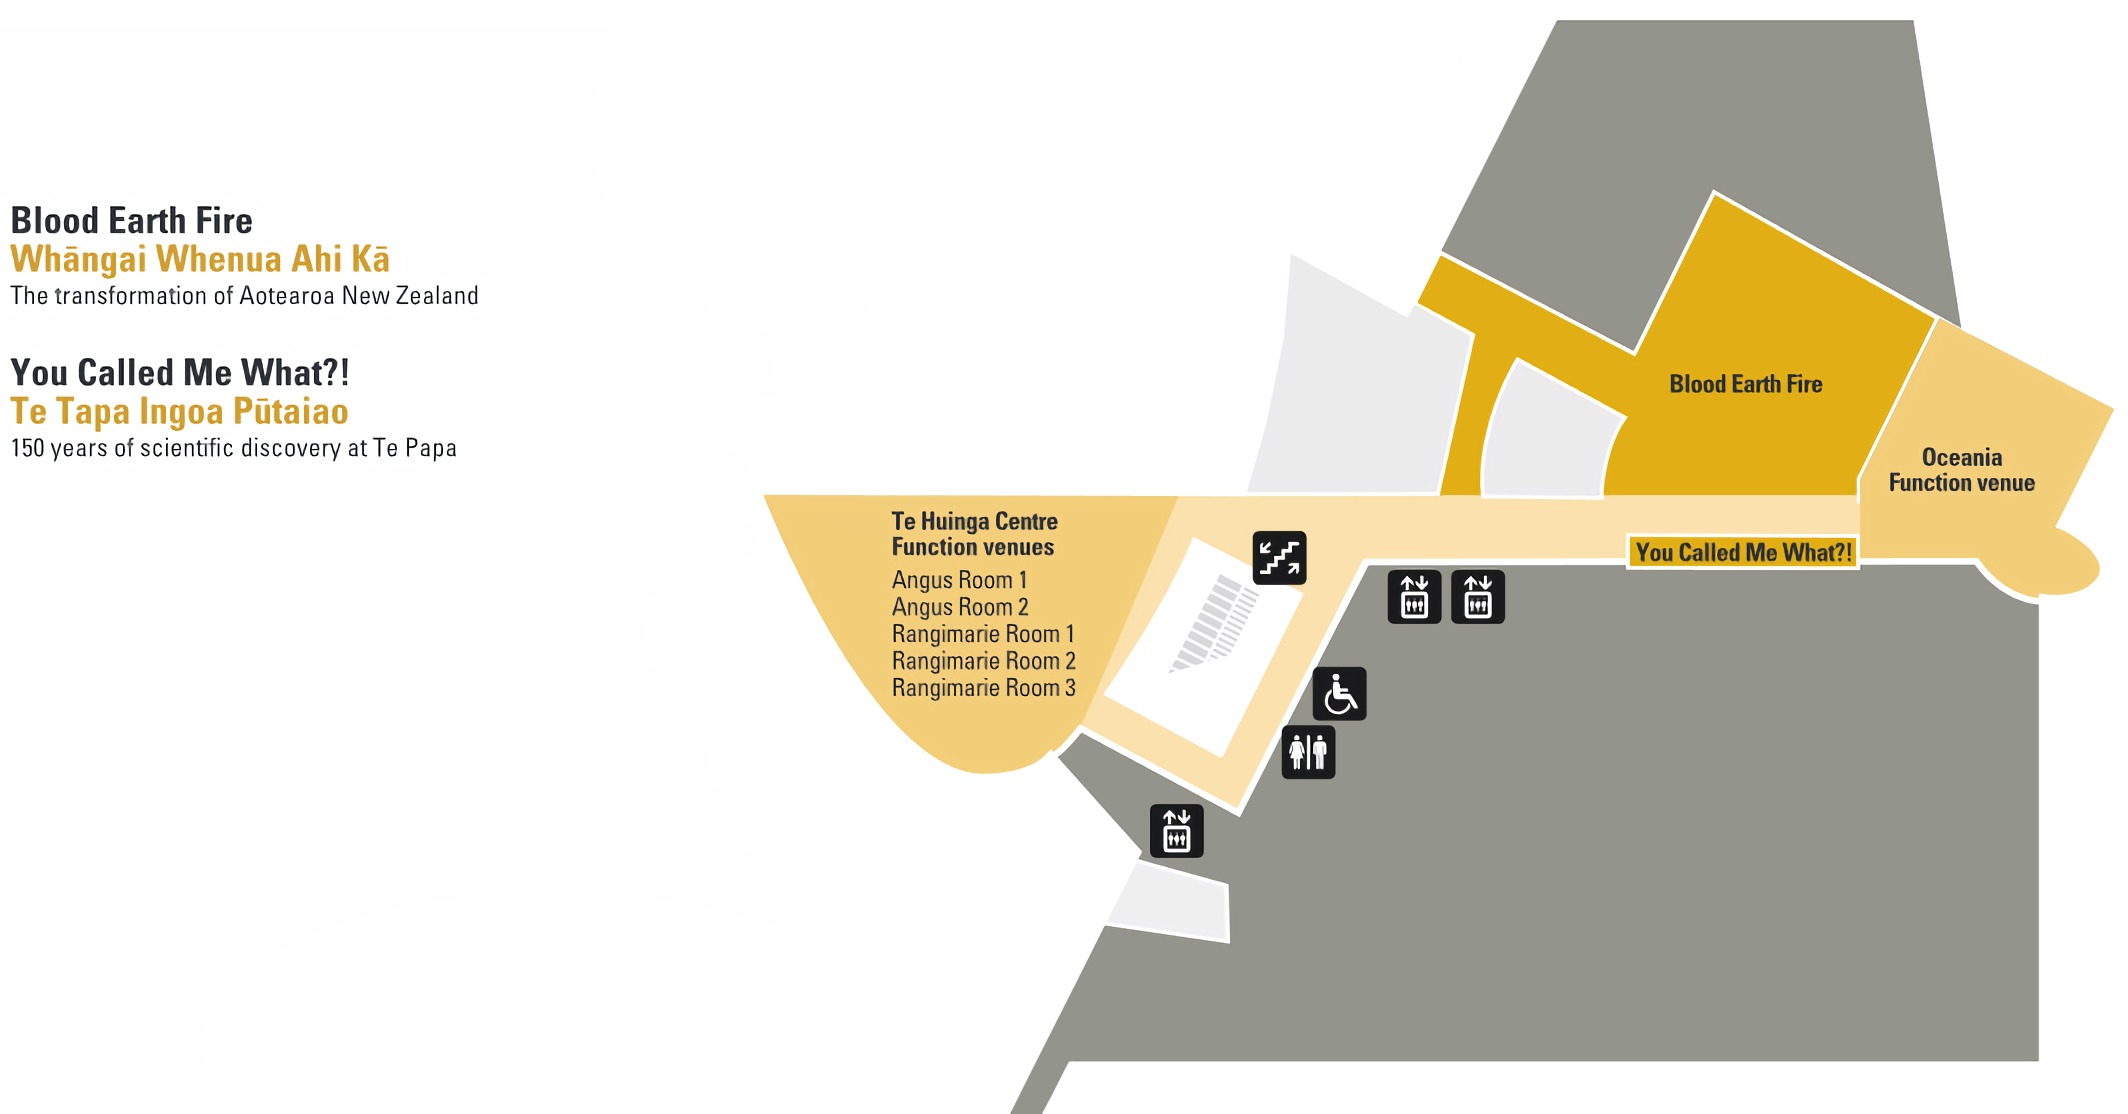 Blood Earth Fire
Whāngai Whenua Ahi Kā
The transformation of Aotearoa New Zealand
You Called Me What?!
Te Tapa Ingoa Pūtaiao
150 years of scientific discovery at Te Papa
Blood Earth Fire
Oceania
Function venue
Te Huinga Centre
Function venues
Angus Room 1
Angus Room 2
Rangimarie Room 1
Rangimarie Room 2
Rangimarie Room 3
You Called Me What?!